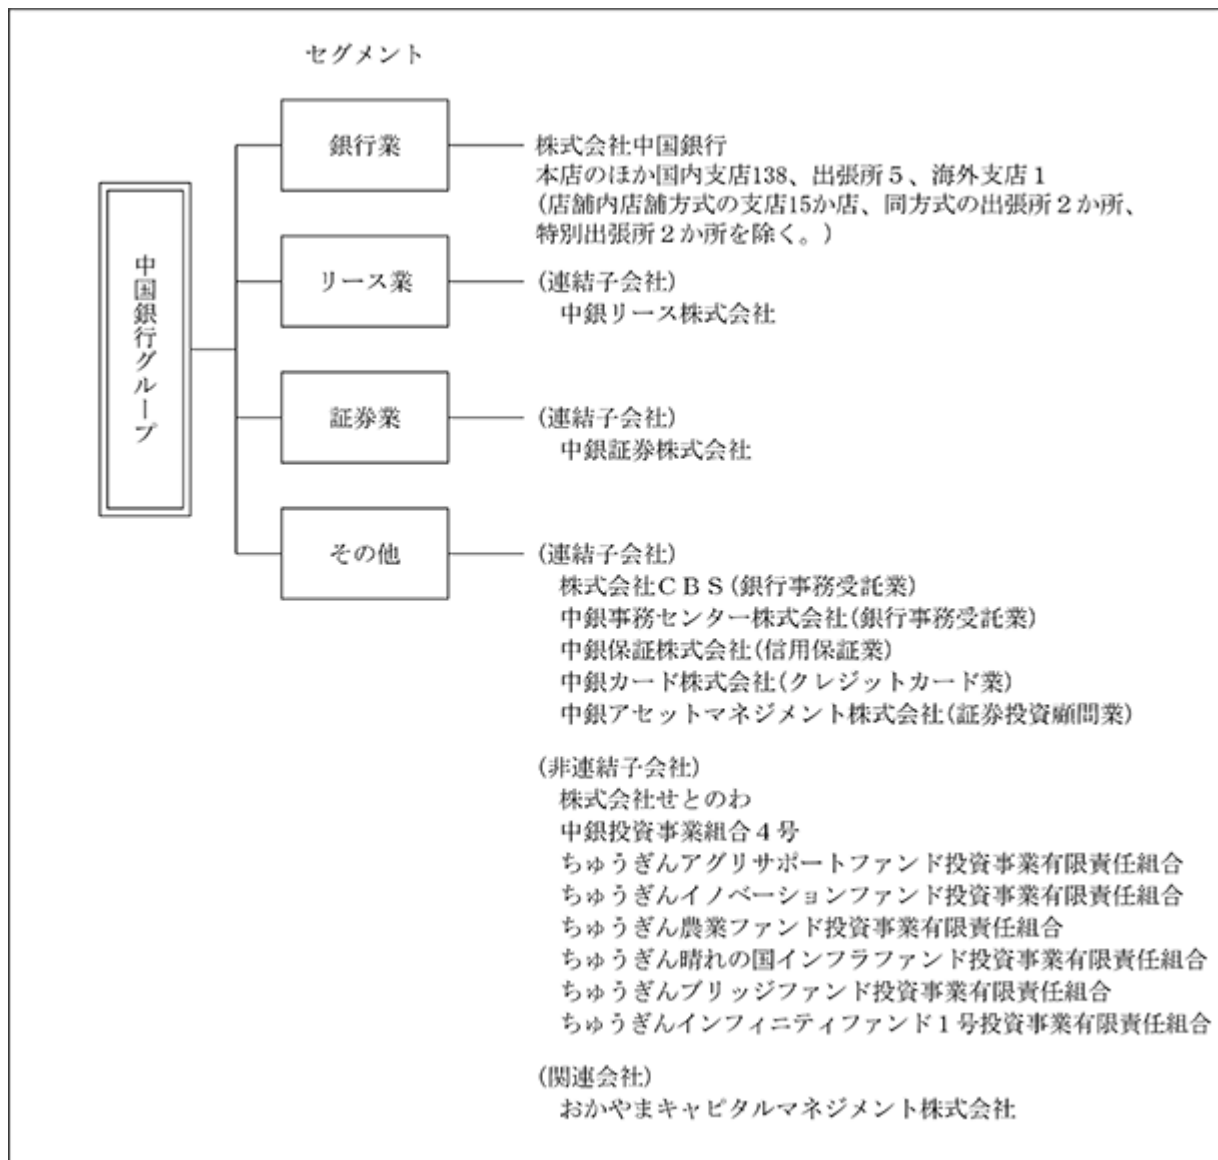 セグメント
中国銀行グループ
銀行業
株式会社中国銀行
本店のほか国内支店138、出張所５、海外支店１
(店舗内店舗方式の支店15か店、同方式の出張所２か所、
特別出張所２か所を除く。)
リース業
(連結子会社)
中銀リース株式会社
証券業
(連結子会社)
中銀証券株式会社
その他
(連結子会社)
株式会社ＣＢＳ(銀行事務受託業)
中銀事務センター株式会社(銀行事務受託業)
中銀保証株式会社(信用保証業)
中銀カード株式会社(クレジットカード業)
中銀アセットマネジメント株式会社(証券投資顧問業)
(非連結子会社)
株式会社せとのわ
中銀投資事業組合４号
ちゅうぎんアグリサポートファンド投資事業有限責任組合
ちゅうぎんイノベーションファンド投資事業有限責任組合
ちゅうぎん農業ファンド投資事業有限責任組合
ちゅうぎん晴れの国インフラファンド投資事業有限責任組合
ちゅうぎんブリッジファンド投資事業有限責任組合
ちゅうぎんインフィニティファンド１号投資事業有限責任組合
(関連会社)
おかやまキャピタルマネジメント株式会社